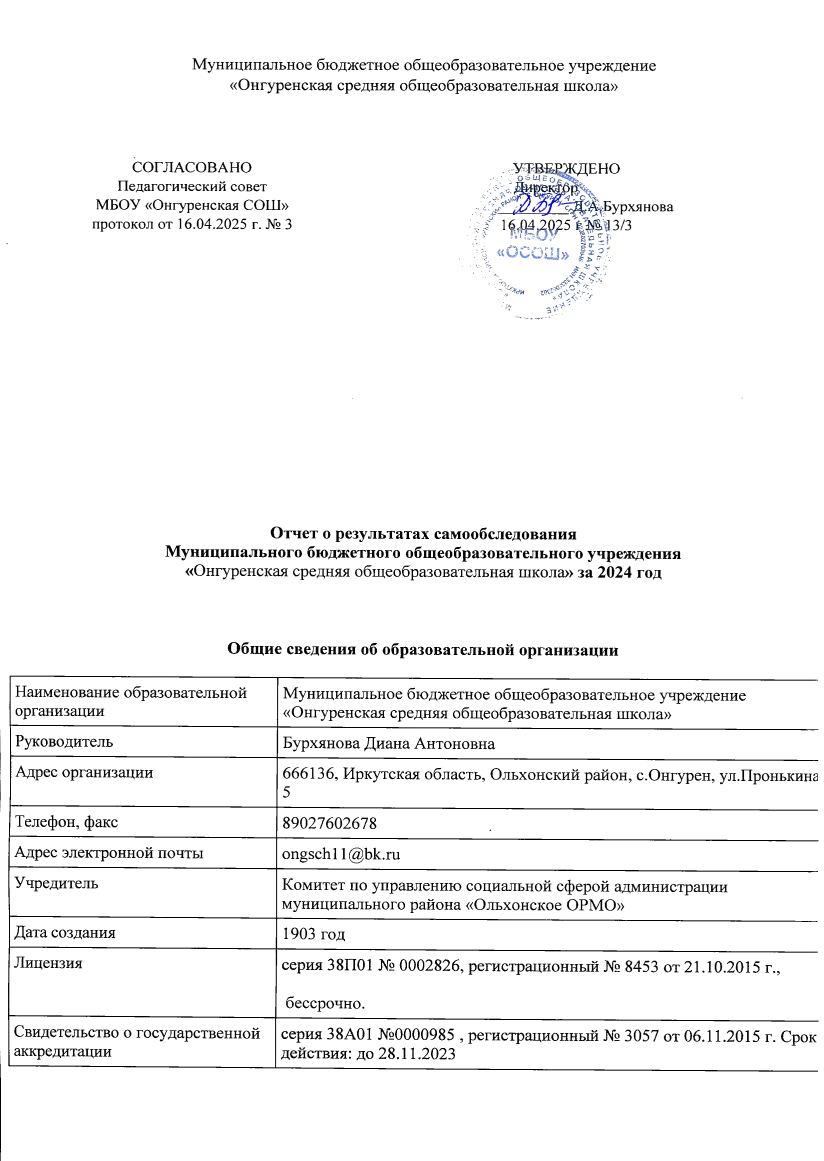 Муниципальное бюджетное общеобразовательное учреждение
«Онгуренская средняя общеобразовательная школа»
СОГЛАСОВАНО
Педагогический совет
МБОУ «Онгуренская СОШ»
протокол от 16.04.2025 г. № 3
УТВЕРЖДЕНО
Директор
Д.А.Бурхянова
16.04.2025 г № 13/3
МБОУ
«ОСОШ»
Отчет о результатах самообследования
Муниципального бюджетного общеобразовательного учреждения
«Онгуренская средняя общеобразовательная школа» за 2024 год
Общие сведения об образовательной организации
Наименование образовательной
организации
Муниципальное бюджетное общеобразовательное учреждение
«Онгуренская средняя общеобразовательная школа»
Руководитель
Бурхянова Диана Антоновна
Адрес организации
666136, Иркутская область, Ольхонский район, с.Онгурен, ул.Пронькина
5
Телефон, факс
89027602678
Адрес электронной почты
ongsch11@bk.ru
Учредитель
Комитет по управлению социальной сферой администрации
муниципального района «Ольхонское ОРМО»
Дата создания
1903 год
Лицензия
серия 38П01 № 0002826, регистрационный № 8453 от 21.10.2015 г.,
бессрочно.
Свидетельство о государственной
аккредитации
серия 38А01 №0000985 , регистрационный № 3057 от 06.11.2015 г. Срок
действия: до 28.11.2023